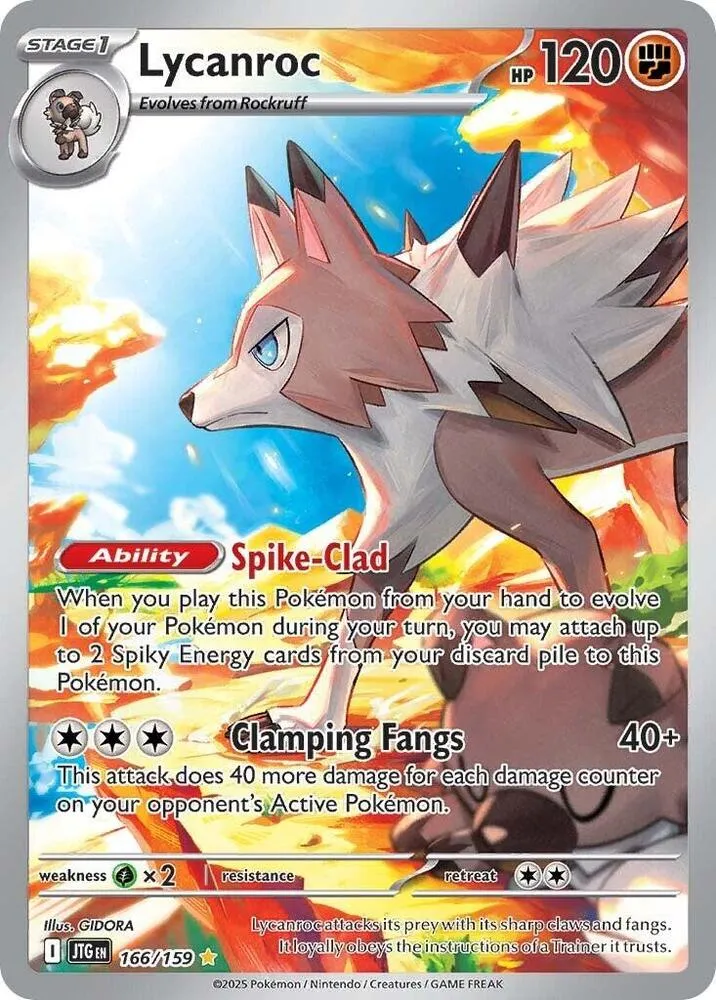 STAGE 1
Lycanroc
HP 120
Evolves from Rockruff
Ability Spike-Clad
When you play this Pokémon from your hand to evolve
1 of your Pokémon during your turn, you may attach up
to 2 Spiky Energy cards from your discard pile to this
Pokémon.
Clamping Fangs 40+
This attack does 40 more damage for each damage counter
on your opponent's Active Pokémon.
weakness ×2 resistance retreat
Illus. GIDORA
Lycanroc attacks its prey with its sharp claws and fangs.
It loyally obeys the instructions of a Trainer it trusts.
I JTG EN 166/159
©2025 Pokémon / Nintendo / Creatures / GAME FREAK